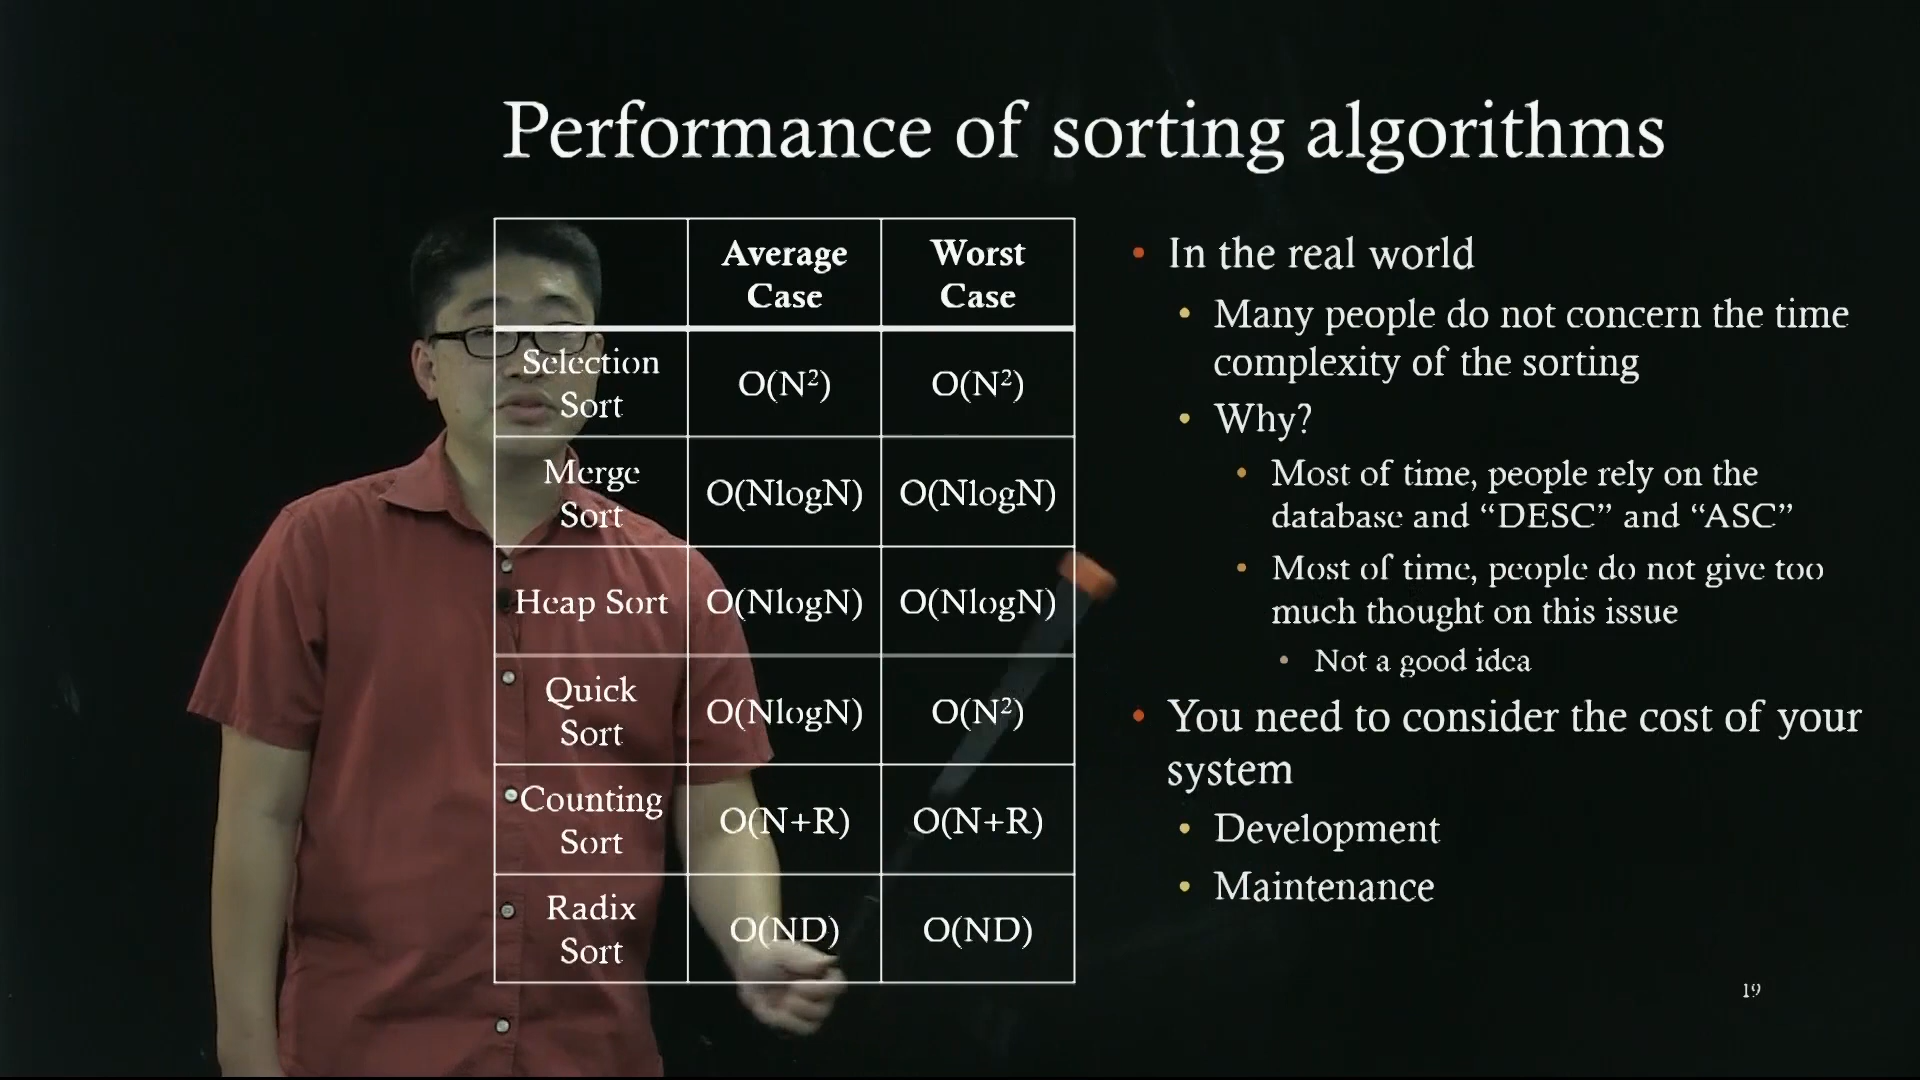 Performance of sorting algorithms
Average
Case
Worst
Case
Selection
Sort
O(N²)
O(N²)
Merge
Sort
O(NlogN)
O(NlogN)
Heap Sort
O(NlogN)
O(NlogN)
Quick
Sort
O(NlogN)
O(N²)
Counting
Sort
O(N+R)
O(N+R)
Radix
Sort
O(ND)
O(ND)
• In the real world
• Many people do not concern the time
complexity of the sorting
• Why?
• Most of time, people rely on the
database and “DESC” and “ASC”
• Most of time, people do not give too
much thought on this issue
• Not a good idea
• You need to consider the cost of your
system
• Development
• Maintenance
19